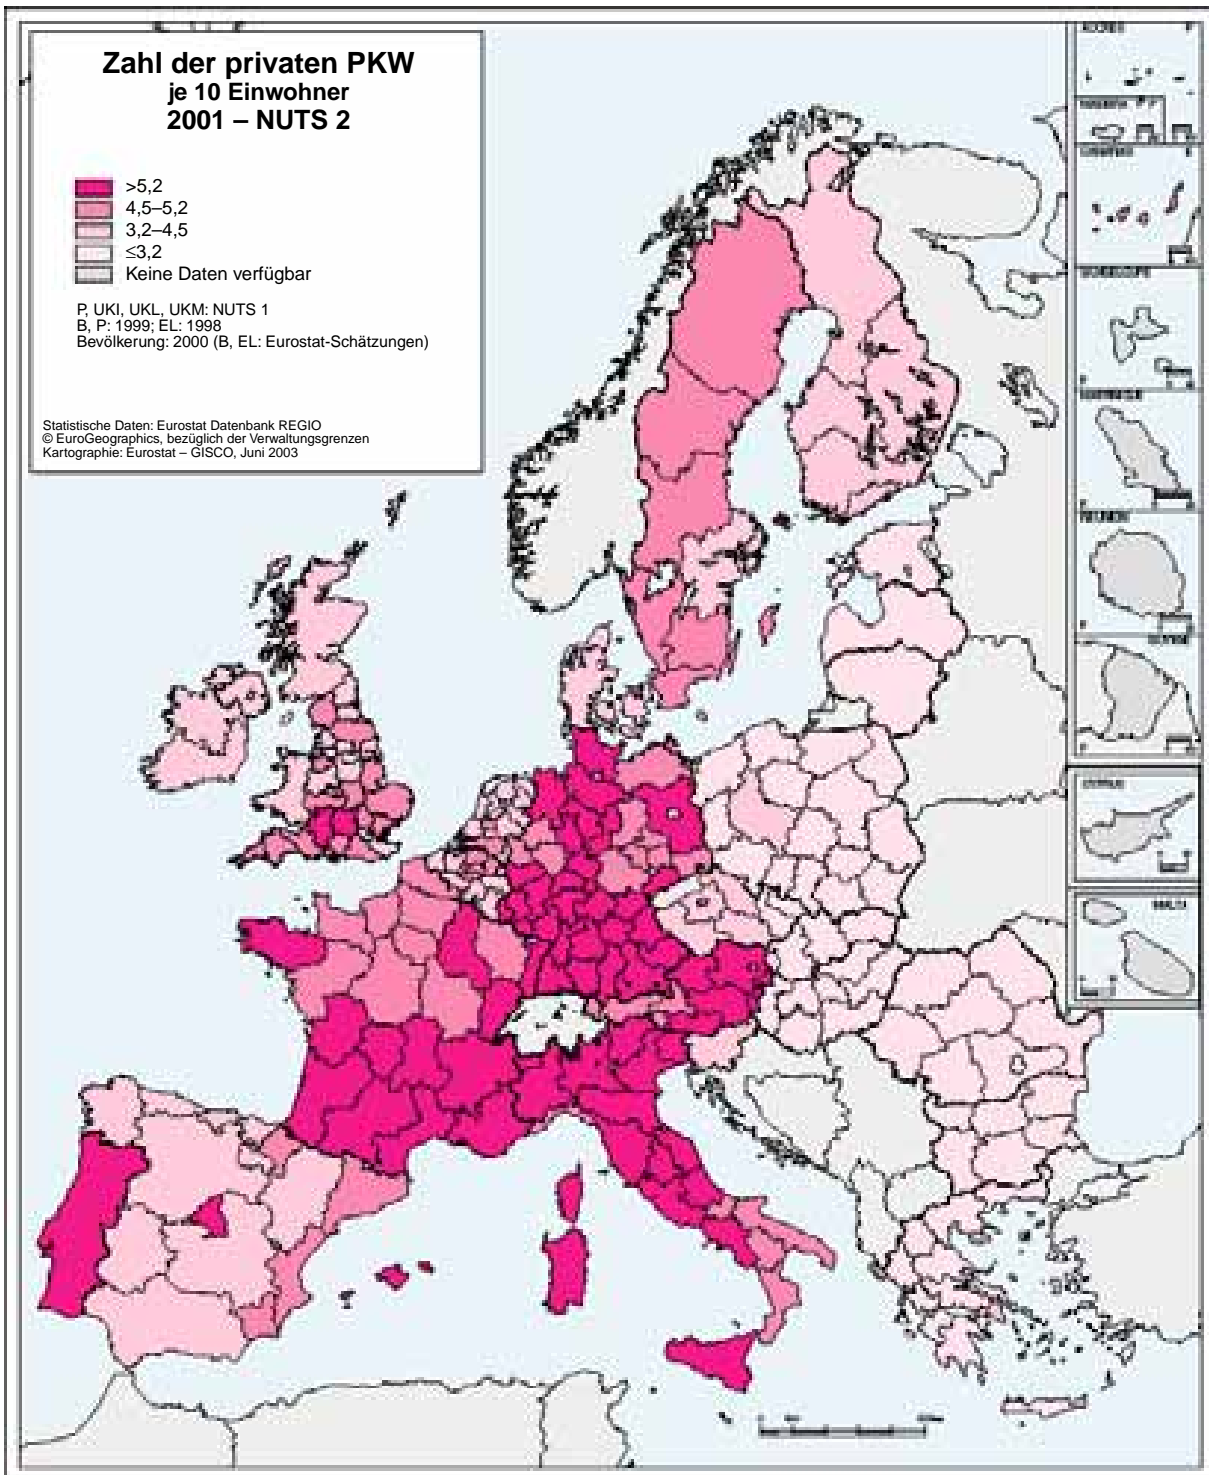 Zahl der privaten PKW
je 10 Einwohner
2001 – NUTS 2
>5,2
4,5–5,2
3,2–4,5
≤3,2
Keine Daten verfügbar
P, UKI, UKL, UKM: NUTS 1
B, P: 1999; EL: 1998
Bevölkerung: 2000 (B, EL: Eurostat-Schätzungen)
Statistische Daten: Eurostat Datenbank REGIO
© EuroGeographics, bezüglich der Verwaltungsgrenzen
Kartographie: Eurostat – GISCO, Juni 2003